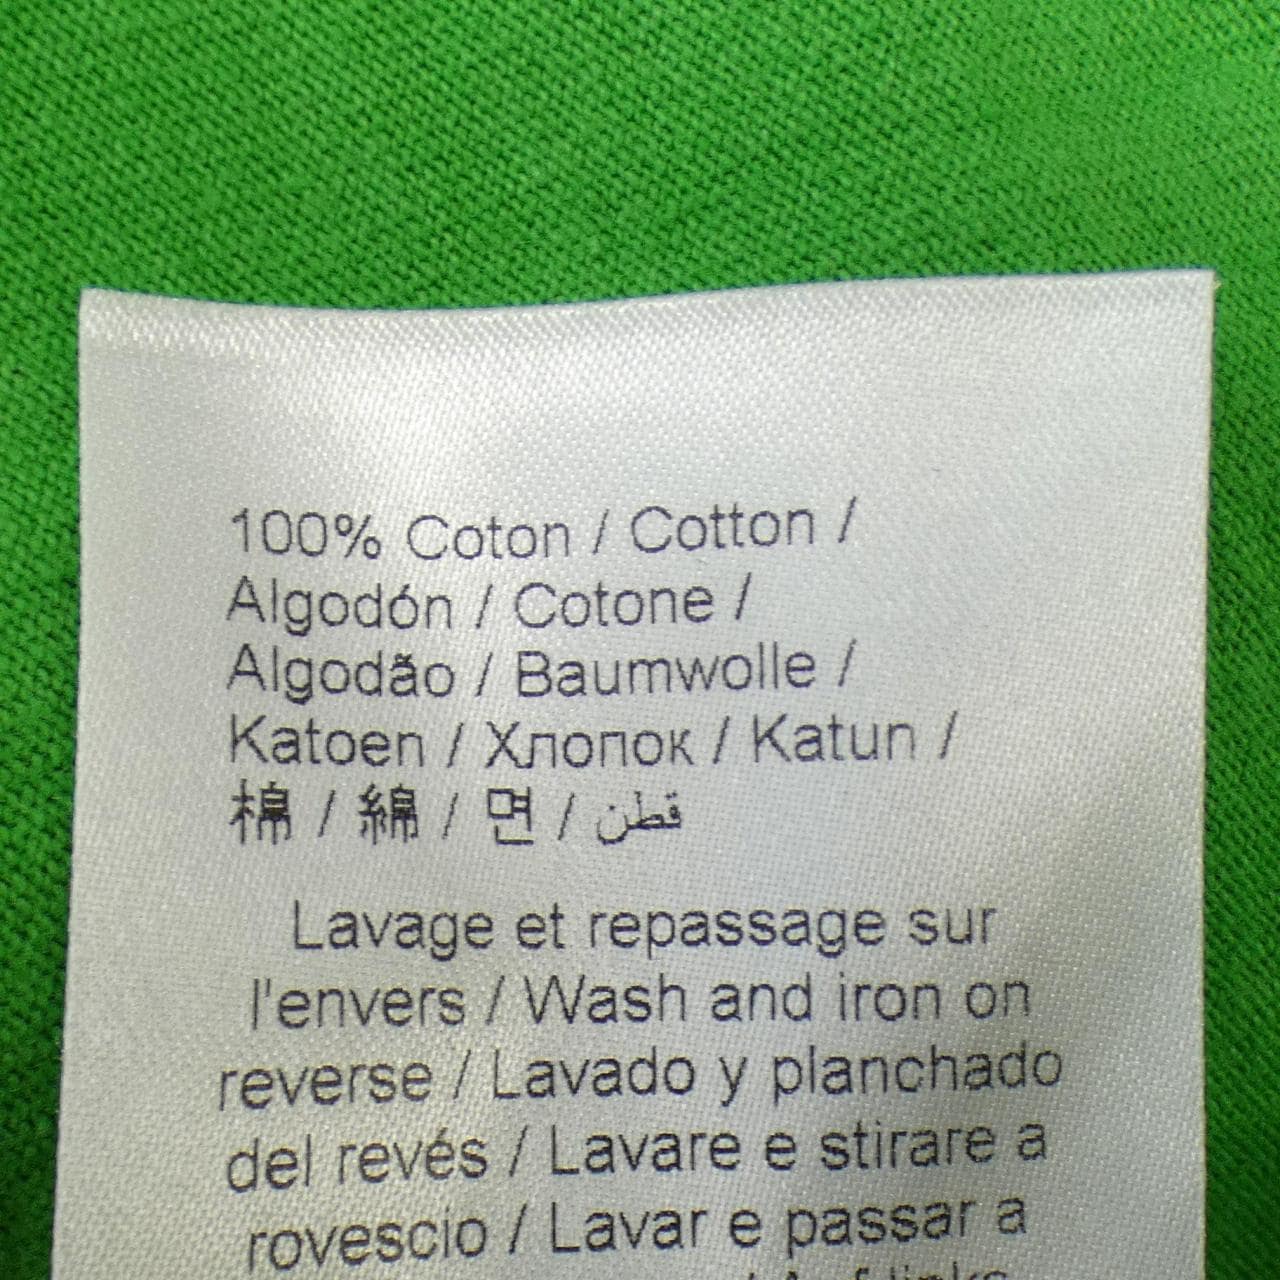 100% Coton / Cotton /
Algodón / Cotone /
Algodão / Baumwolle /
Katoen / Хлопок / Katun /
棉 / 綿 / 면 / قطن
Lavage et repassage sur
l'envers / Wash and iron on
reverse / Lavado y planchado
del revés / Lavare e stirare a
rovescio / Lavar e passar a